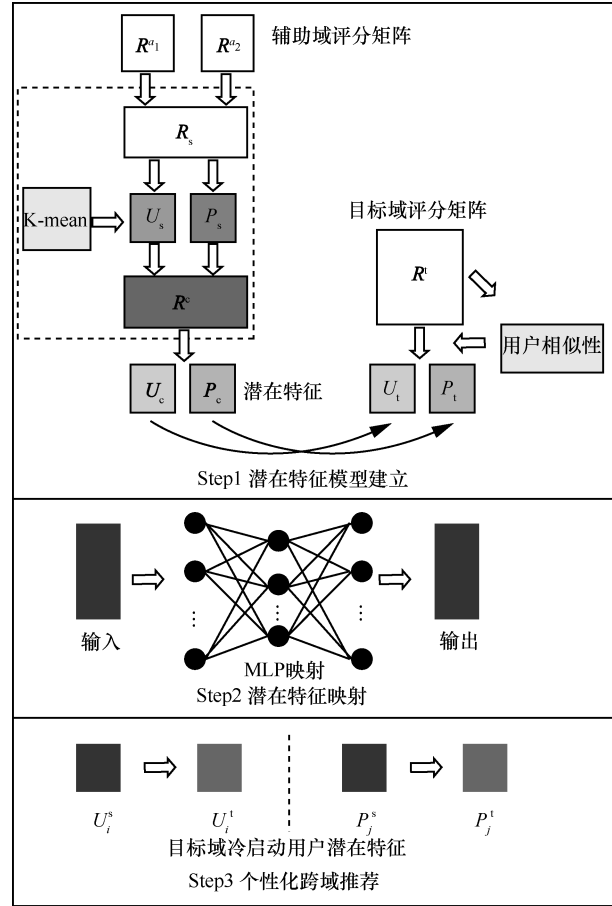 R^a1 R^a2 辅助域评分矩阵
R_s
K-mean U_s P_s 目标域评分矩阵
R^t
R^c
用户相似性
U_c P_c 潜在特征 U_t P_t
Step1 潜在特征模型建立
输入 ⋮ ⋮ ⋮ 输出
MLP映射
Step2 潜在特征映射
U_i^s U_i^t P_j^s P_j^t
目标域冷启动用户潜在特征
Step3 个性化跨域推荐